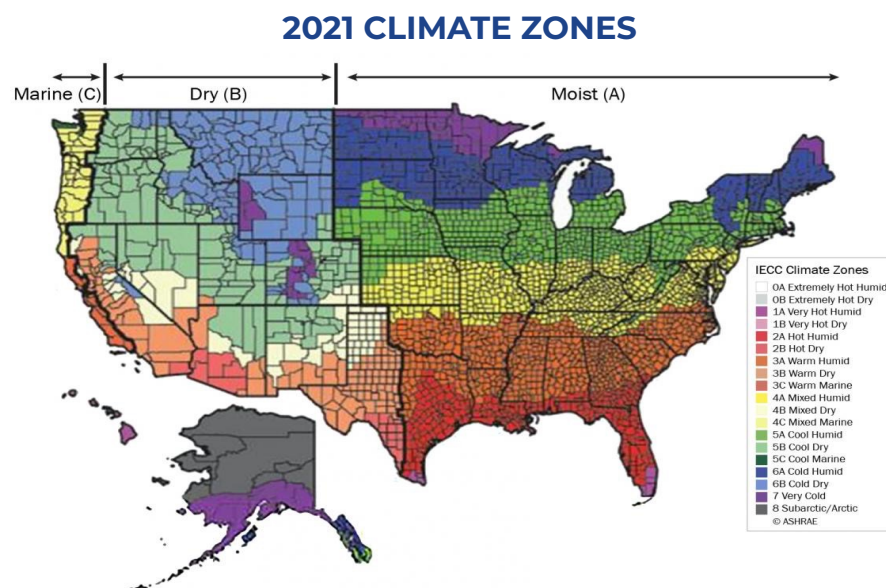 2021 CLIMATE ZONES
Marine (C)
Dry (B)
Moist (A)
IECC Climate Zones
0A Extremely Hot Humid
0B Extremely Hot Dry
1A Very Hot Humid
1B Very Hot Dry
2A Hot Humid
2B Hot Dry
3A Warm Humid
3B Warm Dry
3C Warm Marine
4A Mixed Humid
4B Mixed Dry
4C Mixed Marine
5A Cool Humid
5B Cool Dry
5C Cool Marine
6A Cold Humid
6B Cold Dry
7 Very Cold
8 Subarctic/Arctic
© ASHRAE